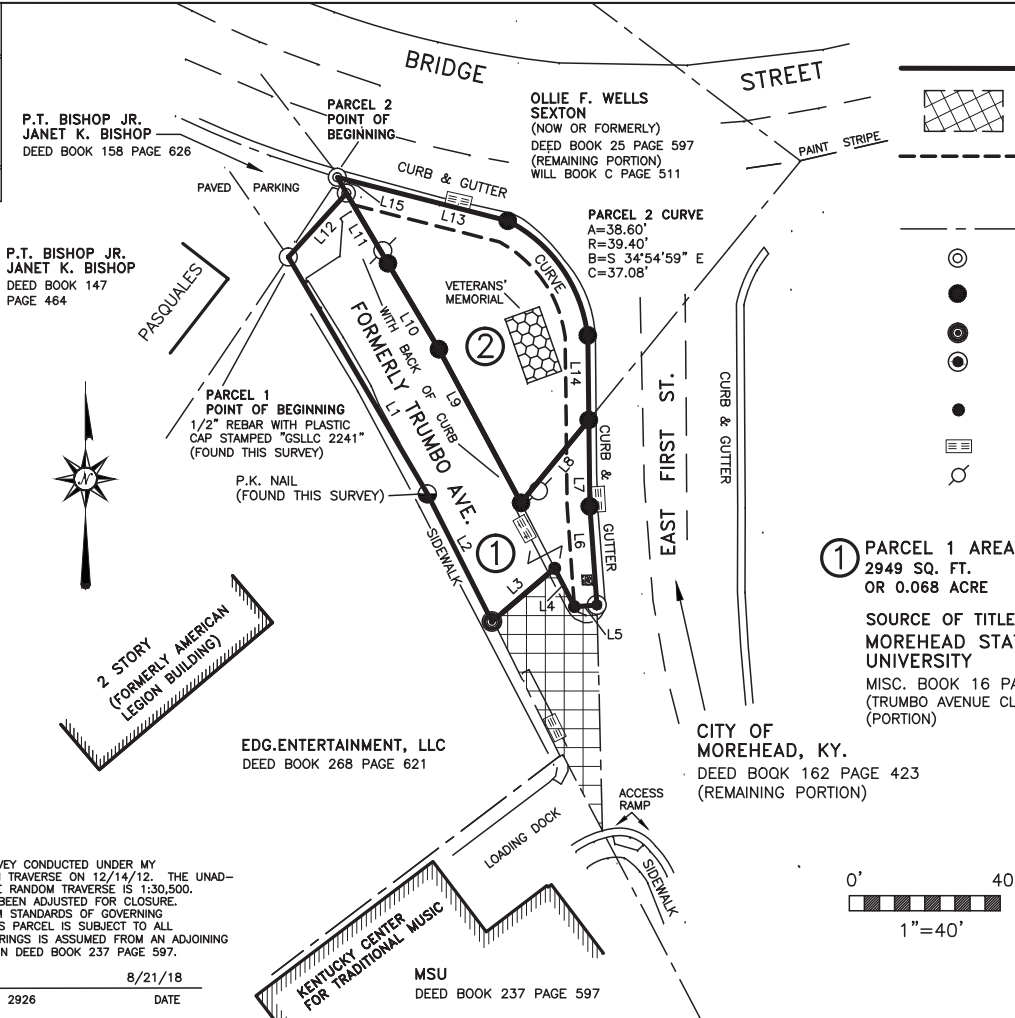 BRIDGE
STREET
P.T. BISHOP JR.
JANET K. BISHOP
DEED BOOK 158 PAGE 626
PARCEL 2
POINT OF
BEGINNING
OLLIE F. WELLS
SEXTON
(NOW OR FORMERLY)
DEED BOOK 25 PAGE 597
(REMAINING PORTION)
WILL BOOK C PAGE 511
PAINT STRIPE
CURB & GUTTER
PAVED PARKING
L15
L13
L12
L11
PARCEL 2 CURVE
A=38.60'
R=39.40'
B=S 34°54'59" E
C=37.08'
CURVE
P.T. BISHOP JR.
JANET K. BISHOP
DEED BOOK 147
PAGE 464
PASQUALES
VETERANS'
MEMORIAL
2
L10
WITH BACK OF CURB
FORMERLY TRUMBO AVE.
L9
L14
L1
PARCEL 1
POINT OF BEGINNING
1/2" REBAR WITH PLASTIC
CAP STAMPED "GSLLC 2241"
(FOUND THIS SURVEY)
P.K. NAIL
(FOUND THIS SURVEY)
N
L8
L7
CURB & GUTTER
EAST FIRST ST.
CURB & GUTTER
SIDEWALK
L2
1
L6
L3
L4
L5
1
PARCEL 1 AREA
2949 SQ. FT.
OR 0.068 ACRE
SOURCE OF TITLE
MOREHEAD STAT
UNIVERSITY
MISC. BOOK 16 PA
(TRUMBO AVENUE CL
(PORTION)
2 STORY
(FORMERLY AMERICAN
LEGION BUILDING)
EDG.ENTERTAINMENT, LLC
DEED BOOK 268 PAGE 621
CITY OF
MOREHEAD, KY.
DEED BOOK 162 PAGE 423
(REMAINING PORTION)
ACCESS
RAMP
LOADING DOCK
SIDEWALK
VEY CONDUCTED UNDER MY
TRAVERSE ON 12/14/12. THE UNAD-
E RANDOM TRAVERSE IS 1:30,500.
BEEN ADJUSTED FOR CLOSURE.
M STANDARDS OF GOVERNING
S PARCEL IS SUBJECT TO ALL
RINGS IS ASSUMED FROM AN ADJOINING
N DEED BOOK 237 PAGE 597.
8/21/18
2926 DATE
KENTUCKY CENTER
FOR TRADITIONAL MUSIC
MSU
DEED BOOK 237 PAGE 597
0' 40
1"=40'